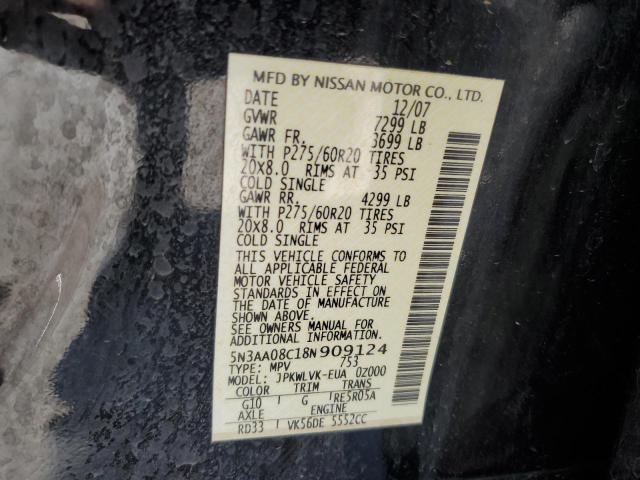 MFD BY NISSAN MOTOR CO., LTD.
DATE 12/07
GVWR 7299 LB
GAWR FR. 3699 LB
WITH P275/60R20 TIRES
20X8.0 RIMS AT 35 PSI
COLD SINGLE
GAWR RR. 4299 LB
WITH P275/60R20 TIRES
20X8.0 RIMS AT 35 PSI
COLD SINGLE
THIS VEHICLE CONFORMS TO
ALL APPLICABLE FEDERAL
MOTOR VEHICLE SAFETY
STANDARDS IN EFFECT ON
THE DATE OF MANUFACTURE
SHOWN ABOVE.
SEE OWNERS MANUAL FOR
ADDITIONAL INFORMATION.
5N3AA08C18N909124
TYPE: MPV 753
MODEL: JPKWLVK-EUA 0Z000
COLOR TRIM TRANS
G10 G RE5R05A
AXLE ENGINE
RD33 VK56DE 5552CC